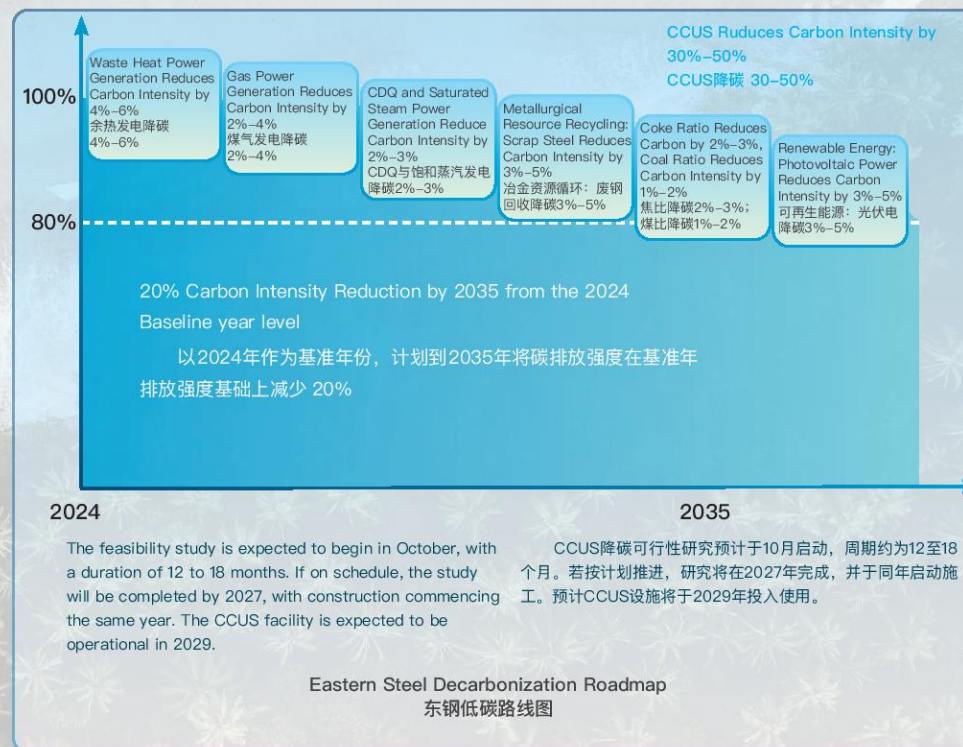 CCUS Ruduces Carbon Intensity by
30%-50%
CCUS降碳 30-50%
100%
80%
Waste Heat Power
Generation Reduces
Carbon Intensity by
4%-6%
余热发电降碳
4%-6%
Gas Power
Generation Reduces
Carbon Intensity by
2%-4%
煤气发电降碳
2%-4%
CDQ and Saturated
Steam Power
Generation Reduce
Carbon Intensity by
2%-3%
CDQ与饱和蒸汽发电
降碳2%-3%
Metallurgical
Resource Recycling:
Scrap Steel Reduces
Carbon Intensity by
3%-5%
冶金资源循环：废钢
回收降碳3%-5%
Coke Ratio Reduces
Carbon by 2%-3%,
Coal Ratio Reduces
Carbon Intensity by
1%-2%
焦比降碳2%-3%；
煤比降碳1%-2%
Renewable Energy:
Photovoltaic Power
Reduces Carbon
Intensity by 3%-5%
可再生能源：光伏电
降碳3%-5%
20% Carbon Intensity Reduction by 2035 from the 2024
Baseline year level
以2024年作为基准年份，计划到2035年将碳排放强度在基准年
排放强度基础上减少 20%
2024
2035
The feasibility study is expected to begin in October, with
a duration of 12 to 18 months. If on schedule, the study
will be completed by 2027, with construction commencing
the same year. The CCUS facility is expected to be
operational in 2029.
CCUS降碳可行性研究预计于10月启动，周期约为12至18
个月。若按计划推进，研究将在2027年完成，并于同年启动施
工。预计CCUS设施将于2029年投入使用。
Eastern Steel Decarbonization Roadmap
东钢低碳路线图